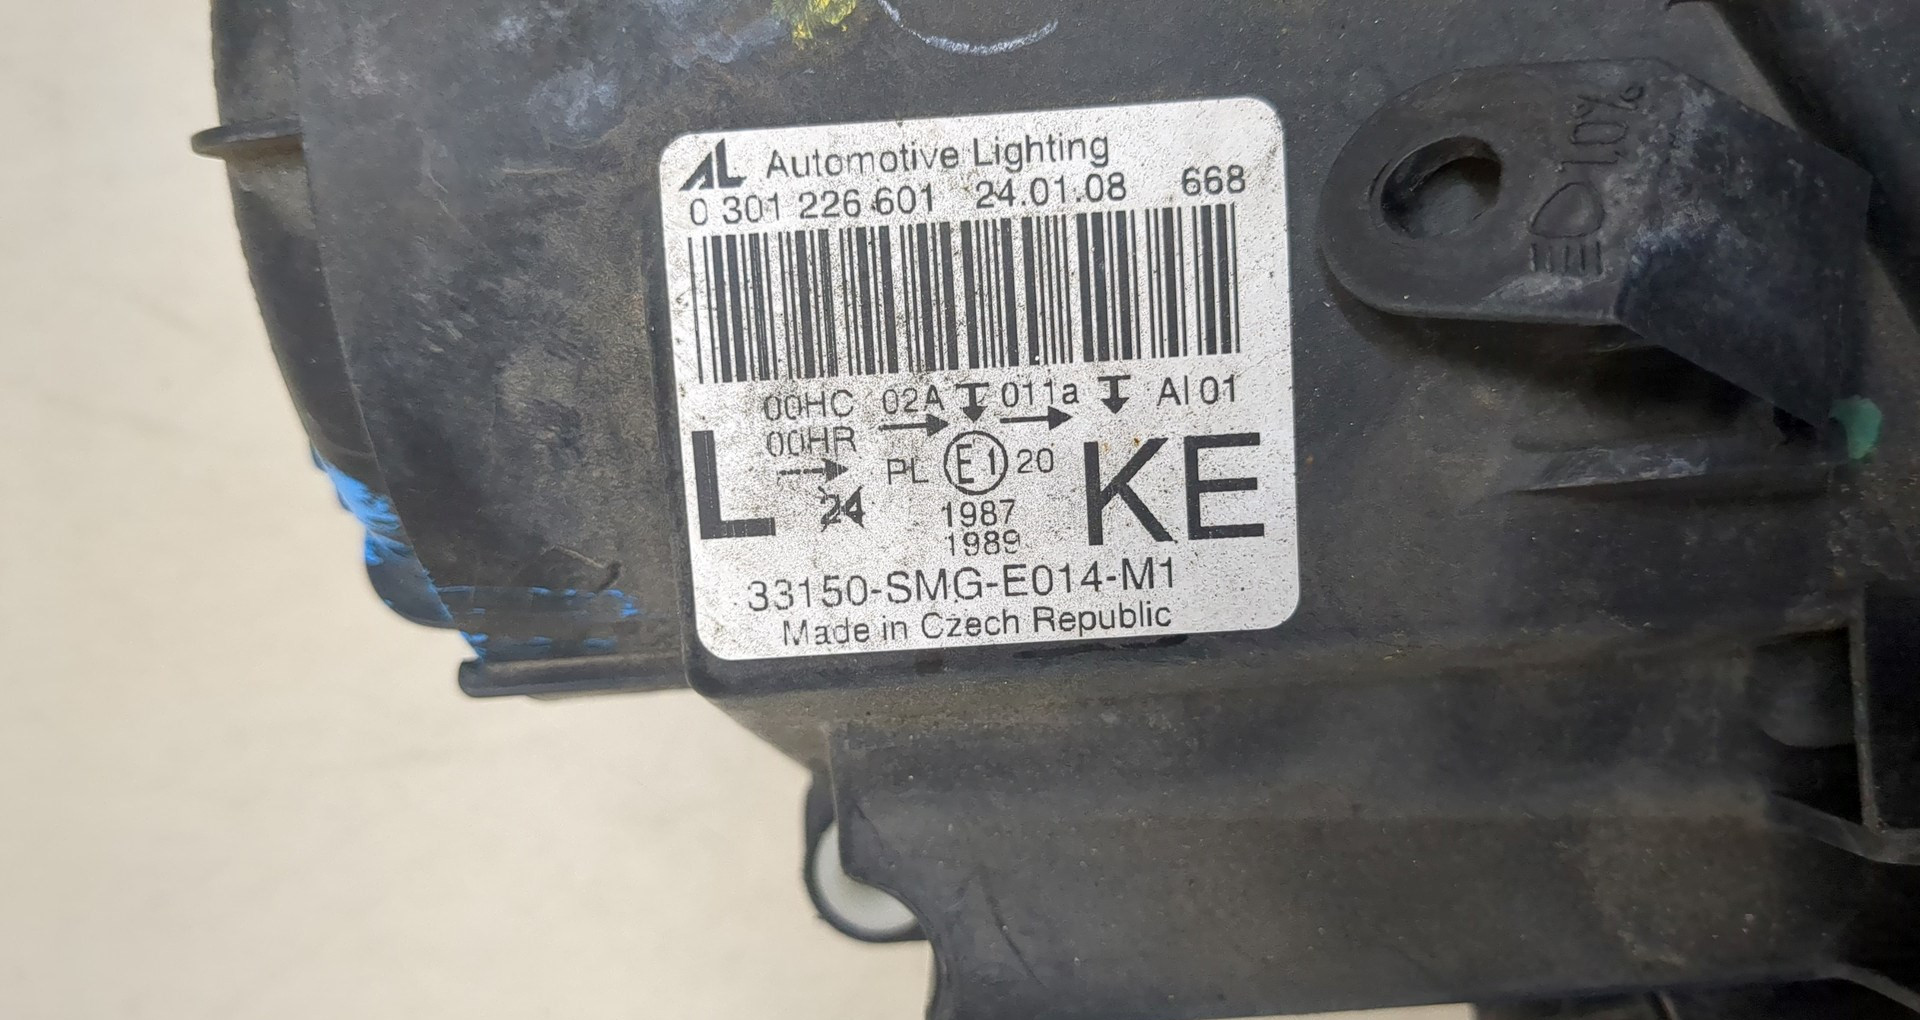 AL Automotive Lighting
0 301 226 601 24.01.08 668
00HC 02A 011a AI 01
00HR
L PL E1 20 KE
24
1987
1989
33150-SMG-E014-M1
Made in Czech Republic
10%